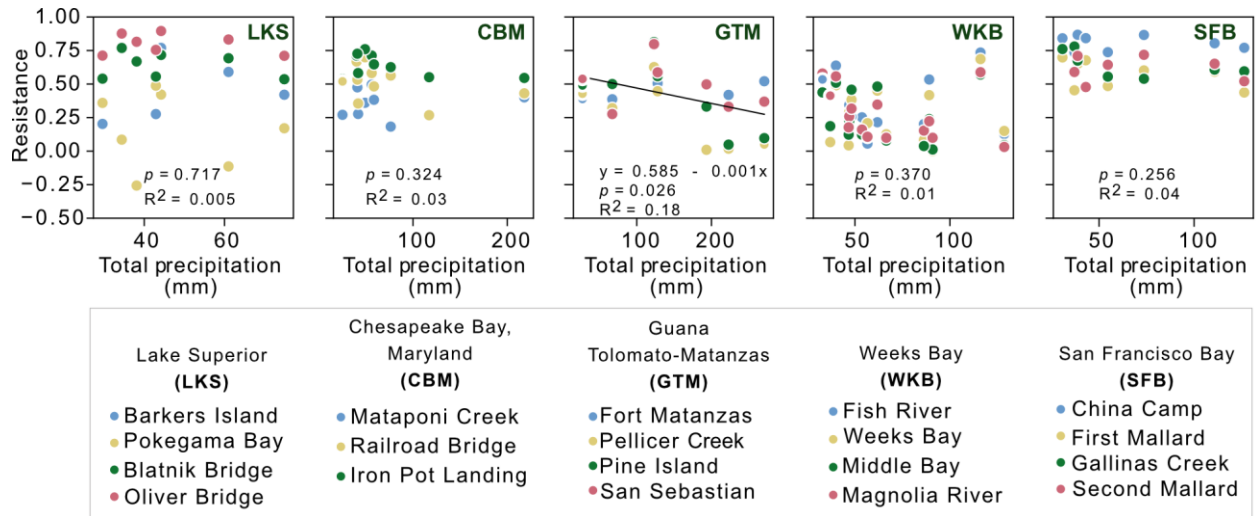 LKS
CBM
GTM
WKB
SFB
Resistance
1.00
0.75
0.50
0.25
0.00
−0.25
−0.50
p = 0.717
R2 = 0.005
p = 0.324
R2 = 0.03
y = 0.585 - 0.001x
p = 0.026
R2 = 0.18
p = 0.370
R2 = 0.01
p = 0.256
R2 = 0.04
40 60
100 200
100 200
50 100
50 100
Total precipitation
(mm)
Total precipitation
(mm)
Total precipitation
(mm)
Total precipitation
(mm)
Total precipitation
(mm)
Lake Superior
(LKS)
Barkers Island
Pokegama Bay
Blatnik Bridge
Oliver Bridge
Chesapeake Bay,
Maryland
(CBM)
Mataponi Creek
Railroad Bridge
Iron Pot Landing
Guana
Tolomato-Matanzas
(GTM)
Fort Matanzas
Pellicer Creek
Pine Island
San Sebastian
Weeks Bay
(WKB)
Fish River
Weeks Bay
Middle Bay
Magnolia River
San Francisco Bay
(SFB)
China Camp
First Mallard
Gallinas Creek
Second Mallard